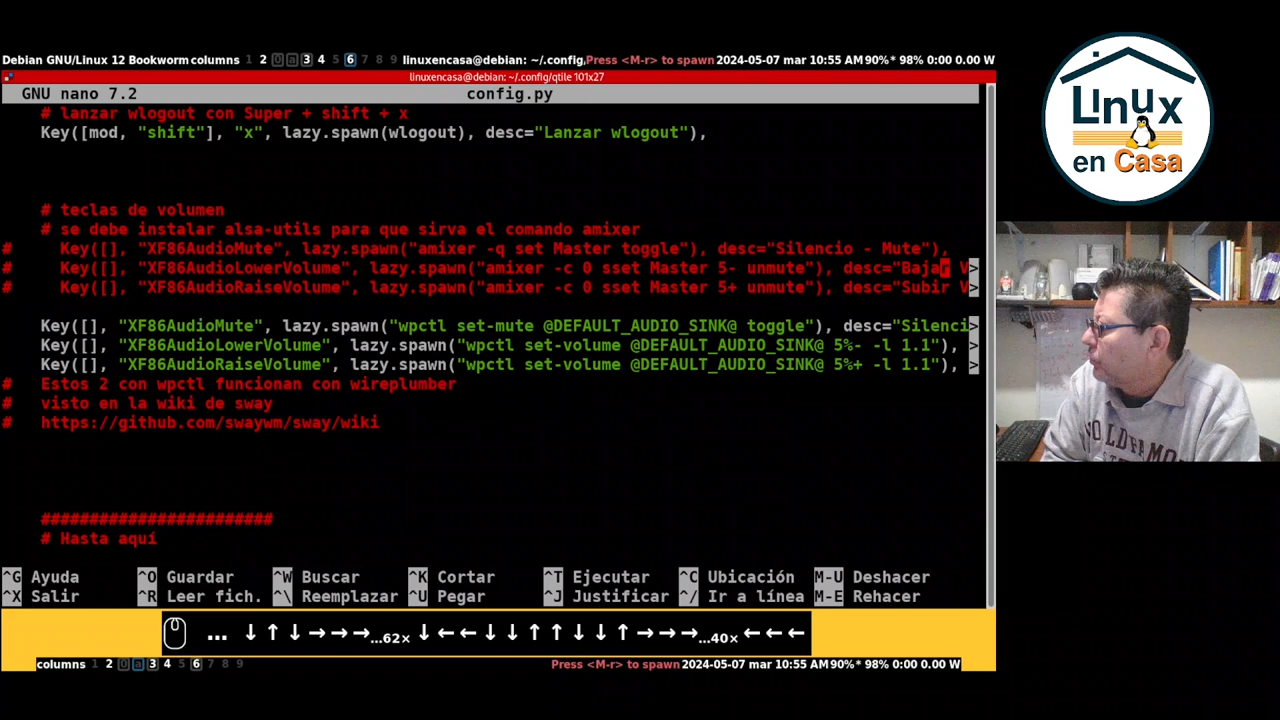 Debian GNU/Linux 12 Bookworm columns 1 2 3 4 5 6 7 8 9 linuxencasa@debian: ~/.config, Press <M-r> to spawn 2024-05-07 mar 10:55 AM 90%* 98% 0:00 0.00 W
linuxencasa@debian: ~/.config/qtile 101x27
GNU nano 7.2 config.py
# lanzar wlogout con Super + shift + x
Key([mod, "shift"], "x", lazy.spawn(wlogout), desc="Lanzar wlogout"),
# teclas de volumen
# se debe instalar alsa-utils para que sirva el comando amixer
# Key([], "XF86AudioMute", lazy.spawn("amixer -q set Master toggle"), desc="Silencio - Mute"),
# Key([], "XF86AudioLowerVolume", lazy.spawn("amixer -c 0 sset Master 5- unmute"), desc="Bajar V>
# Key([], "XF86AudioRaiseVolume", lazy.spawn("amixer -c 0 sset Master 5+ unmute"), desc="Subir V>
Key([], "XF86AudioMute", lazy.spawn("wpctl set-mute @DEFAULT_AUDIO_SINK@ toggle"), desc="Silenci>
Key([], "XF86AudioLowerVolume", lazy.spawn("wpctl set-volume @DEFAULT_AUDIO_SINK@ 5%- -l 1.1"), >
Key([], "XF86AudioRaiseVolume", lazy.spawn("wpctl set-volume @DEFAULT_AUDIO_SINK@ 5%+ -l 1.1"), >
# Estos 2 con wpctl funcionan con wireplumber
# visto en la wiki de sway
# https://github.com/swaywm/sway/wiki
########################
# Hasta aquí
^G Ayuda ^O Guardar ^W Buscar ^K Cortar ^T Ejecutar ^C Ubicación M-U Deshacer
^X Salir ^R Leer fich. ^\ Reemplazar ^U Pegar ^J Justificar ^/ Ir a línea M-E Rehacer
... ↓↑↓→→→...62× ↓←←↓↓↑↑↓↓↑→→→...40× ←←←
columns 1 2 3 4 5 6 7 8 9 Press <M-r> to spawn 2024-05-07 mar 10:55 AM 90%* 98% 0:00 0.00 W
Linux
en Casa
OLD FAMO